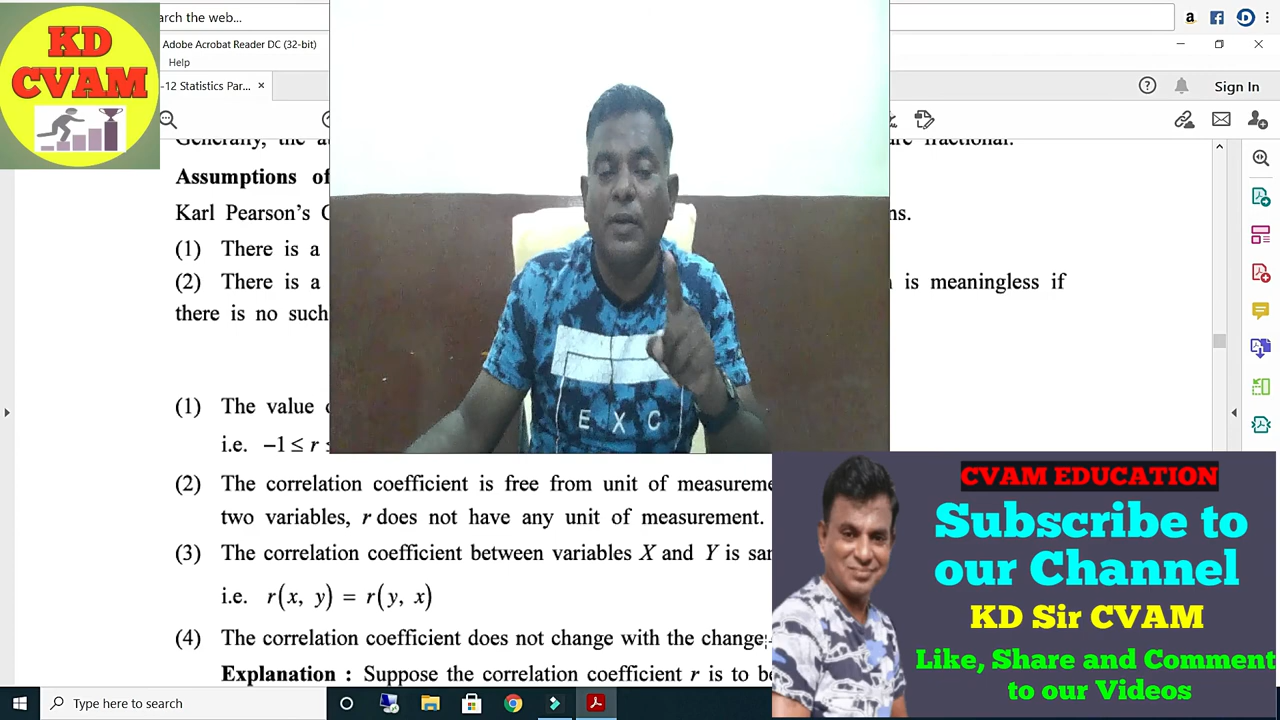 KD
CVAM
rch the web...
Adobe Acrobat Reader DC (32-bit)
Help
-12 Statistics Par... ×
Sign In
Generally, the
are fractional.
Assumptions of
Karl Pearson's C
ns.
(1) There is a
(2) There is a
is meaningless if
there is no such
(1) The value
i.e. −1 ≤ r ≤
(2) The correlation coefficient is free from unit of measureme
two variables, r does not have any unit of measurement.
(3) The correlation coefficient between variables X and Y is sam
i.e. r(x, y) = r(y, x)
(4) The correlation coefficient does not change with the change
Explanation : Suppose the correlation coefficient r is to be
E X C
CVAM EDUCATION
Subscribe to
our Channel
KD Sir CVAM
Like, Share and Comment
to our Videos
Type here to search